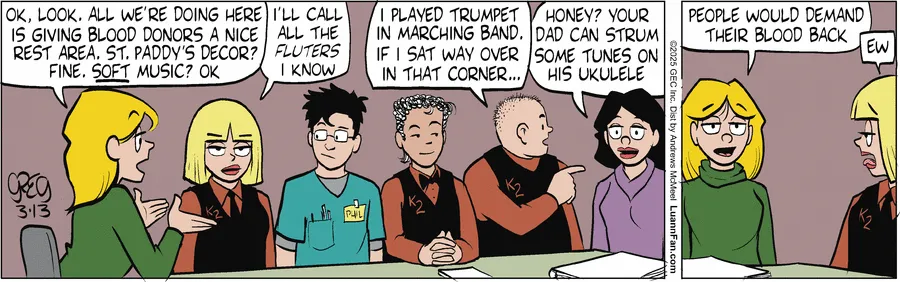 OK, LOOK. ALL WE'RE DOING HERE
IS GIVING BLOOD DONORS A NICE
REST AREA. ST. PADDY'S DECOR?
FINE. SOFT MUSIC? OK
I'LL CALL
ALL THE
FLUTERS
I KNOW
I PLAYED TRUMPET
IN MARCHING BAND.
IF I SAT WAY OVER
IN THAT CORNER...
HONEY? YOUR
DAD CAN STRUM
SOME TUNES ON
HIS UKULELE
PEOPLE WOULD DEMAND
THEIR BLOOD BACK
EW
GREG
3·13
K2
PHIL
K2
K2
K2
©2025 GEC Inc. Dist by Andrews McMeel LuannFan.com